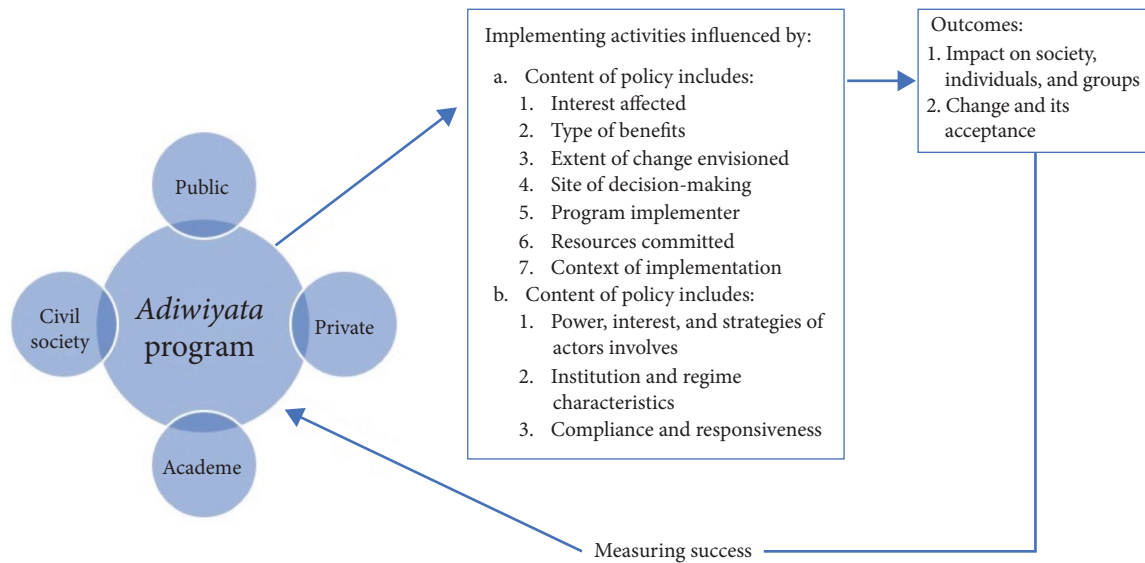 Public
Civil
society
Adiwiyata
program
Private
Academe
Implementing activities influenced by:
a. Content of policy includes:
1. Interest affected
2. Type of benefits
3. Extent of change envisioned
4. Site of decision-making
5. Program implementer
6. Resources committed
7. Context of implementation
b. Content of policy includes:
1. Power, interest, and strategies of
actors involves
2. Institution and regime
characteristics
3. Compliance and responsiveness
Outcomes:
1. Impact on society,
individuals, and groups
2. Change and its
acceptance
Measuring success